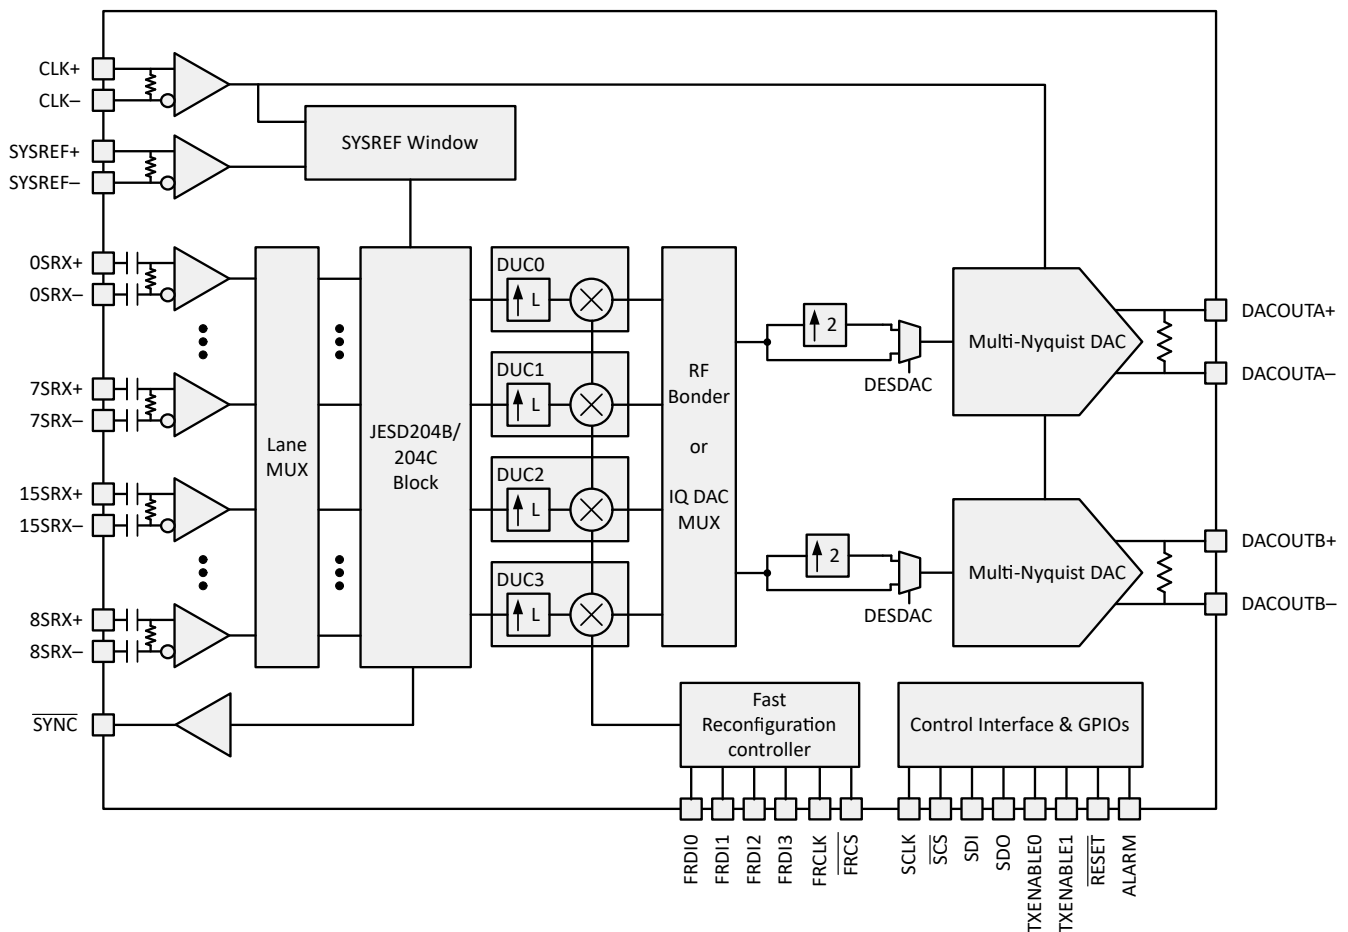 CLK+
CLK–
SYSREF+
SYSREF–
SYSREF Window
0SRX+
0SRX–
7SRX+
7SRX–
15SRX+
15SRX–
8SRX+
8SRX–
SYNC
Lane
MUX
JESD204B/
204C
Block
DUC0
L
DUC1
L
DUC2
L
DUC3
L
RF
Bonder
or
IQ DAC
MUX
2
DESDAC
Multi-Nyquist DAC
DACOUTA+
DACOUTA–
2
DESDAC
Multi-Nyquist DAC
DACOUTB+
DACOUTB–
Fast
Reconfiguration
controller
Control Interface & GPIOs
FRDI0
FRDI1
FRDI2
FRDI3
FRCLK
FRCS
SCLK
SCS
SDI
SDO
TXENABLE0
TXENABLE1
RESET
ALARM